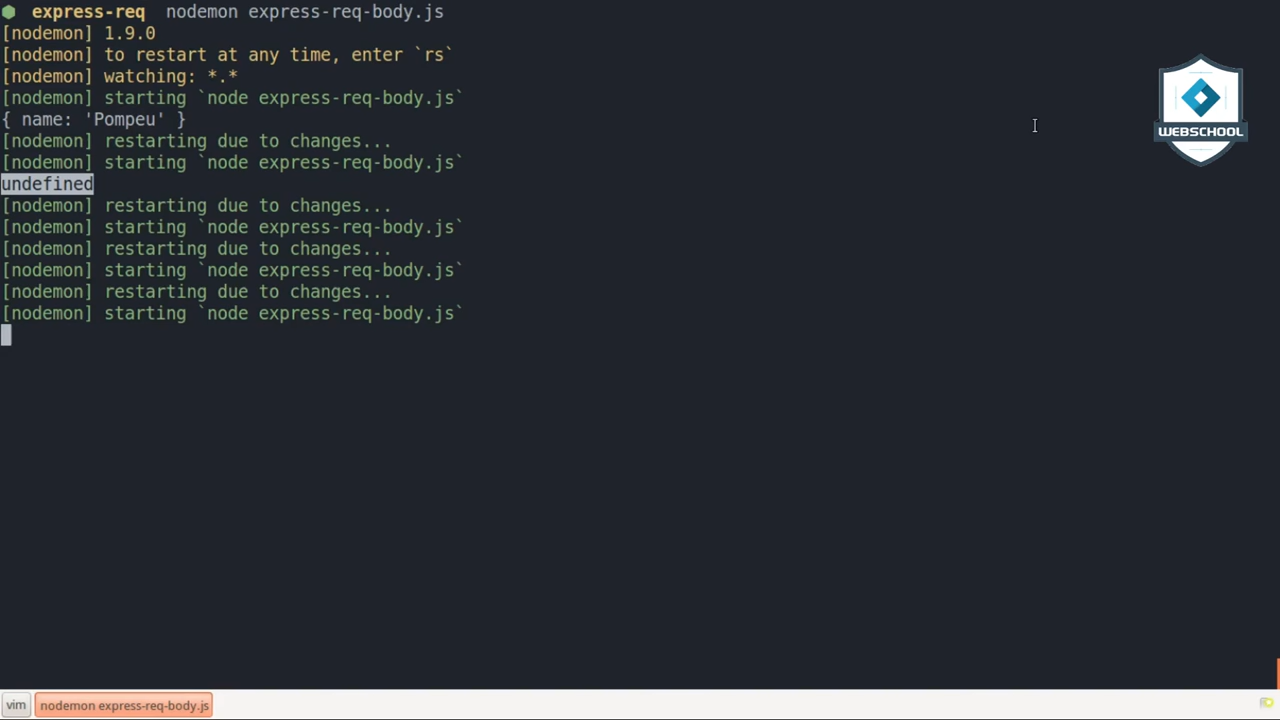 express-req nodemon express-req-body.js
[nodemon] 1.9.0
[nodemon] to restart at any time, enter `rs`
[nodemon] watching: *.*
[nodemon] starting `node express-req-body.js`
{ name: 'Pompeu' }
[nodemon] restarting due to changes...
[nodemon] starting `node express-req-body.js`
undefined
[nodemon] restarting due to changes...
[nodemon] starting `node express-req-body.js`
[nodemon] restarting due to changes...
[nodemon] starting `node express-req-body.js`
[nodemon] restarting due to changes...
[nodemon] starting `node express-req-body.js`
WEBSCHOOL
vim
nodemon express-req-body.js